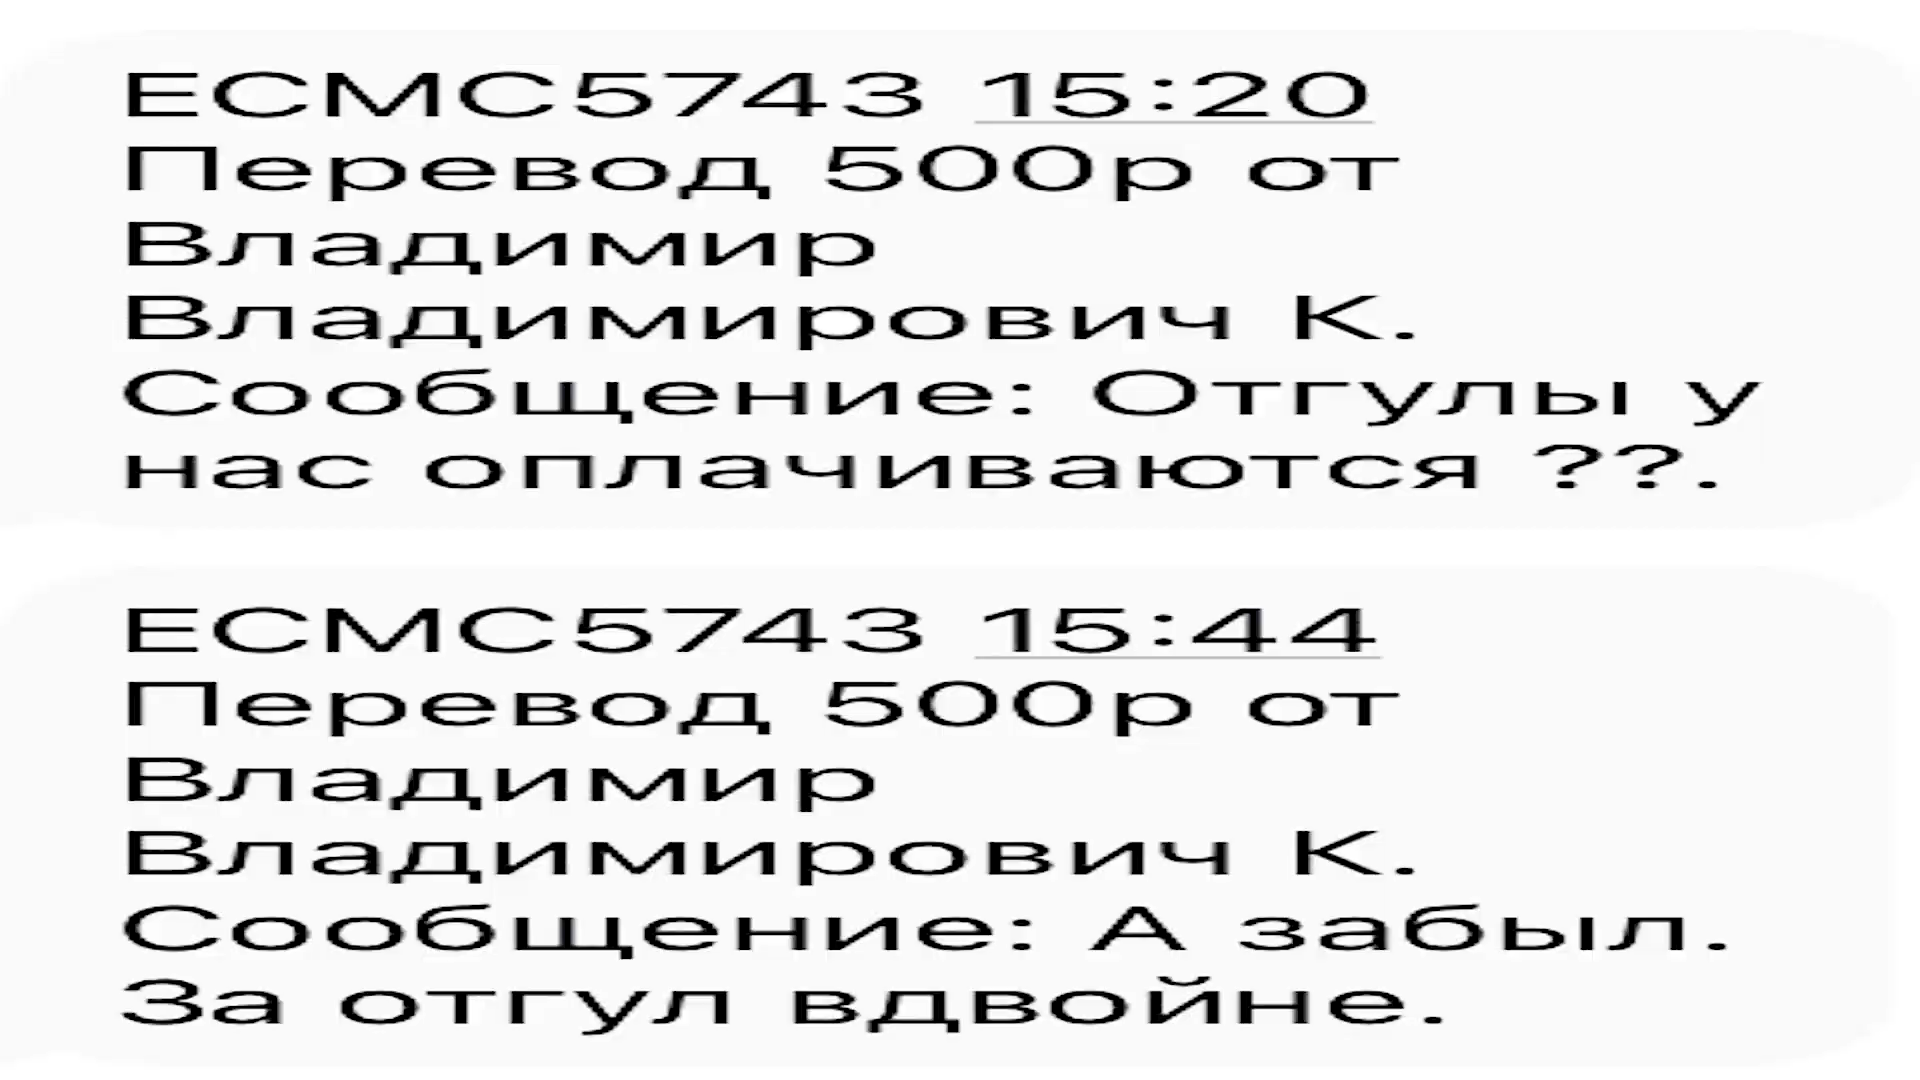 ECMC5743 15:20
Перевод 500р от
Владимир
Владимирович К.
Сообщение: Отгулы у
нас оплачиваются ??.
ECMC5743 15:44
Перевод 500р от
Владимир
Владимирович К.
Сообщение: А забыл.
За отгул вдвойне.